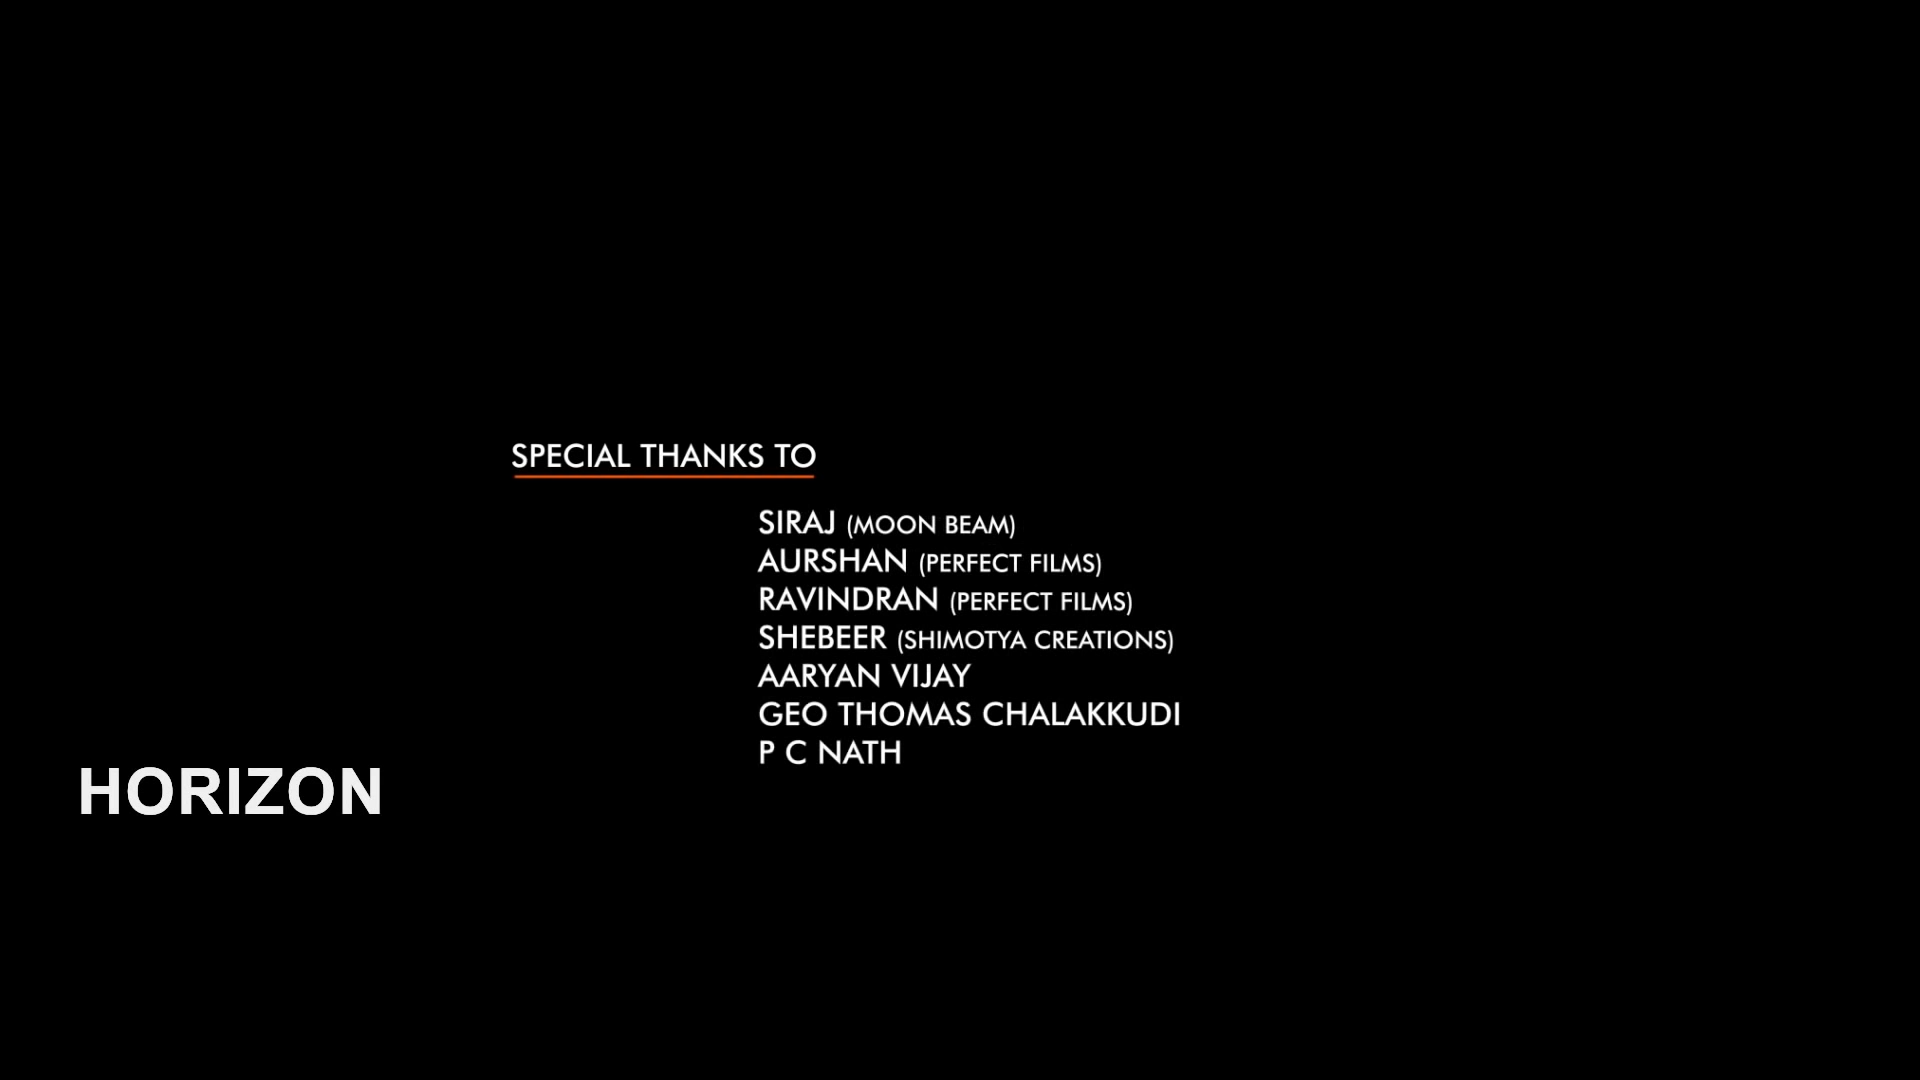 SPECIAL THANKS TO
SIRAJ (MOON BEAM)
AURSHAN (PERFECT FILMS)
RAVINDRAN (PERFECT FILMS)
SHEBEER (SHIMOTYA CREATIONS)
AARYAN VIJAY
GEO THOMAS CHALAKKUDI
P C NATH
HORIZON